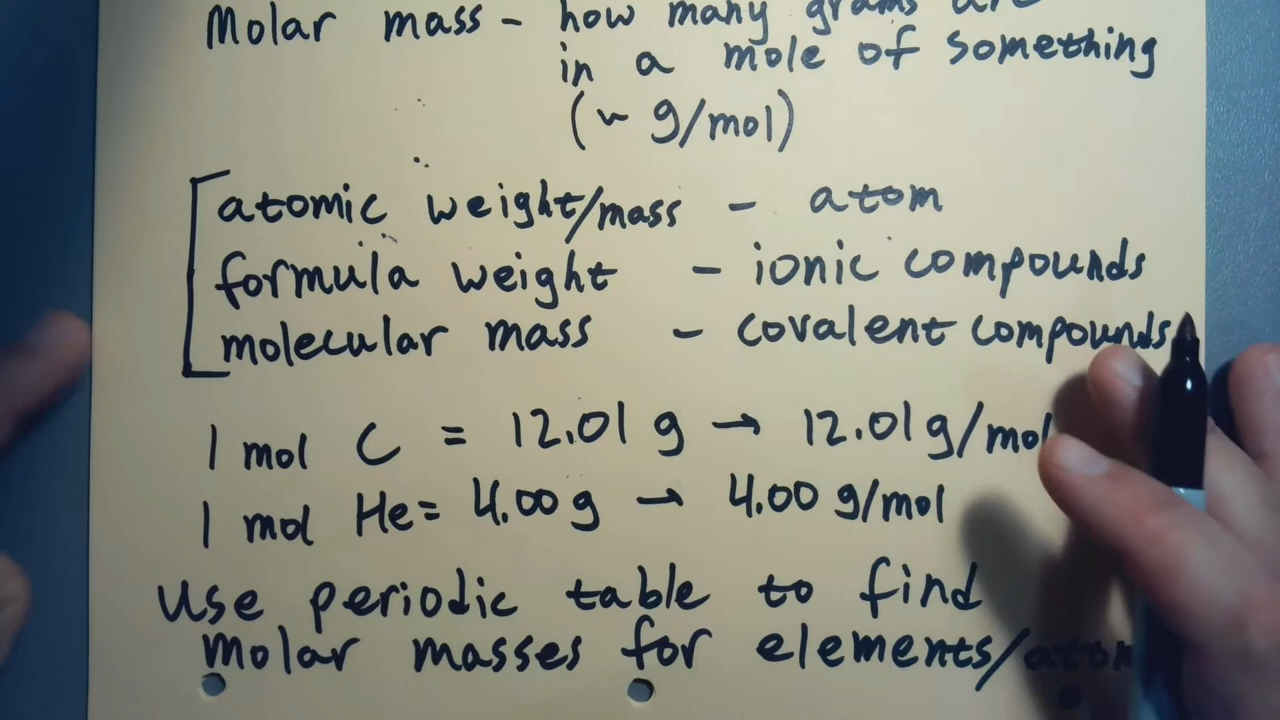 Molar mass - how many grams are
in a mole of something
(~ g/mol)
atomic weight/mass - atom
formula weight - ionic compounds
molecular mass - covalent compounds
1 mol C = 12.01 g → 12.01 g/mol
1 mol He = 4.00 g → 4.00 g/mol
Use periodic table to find
molar masses for elements/atom